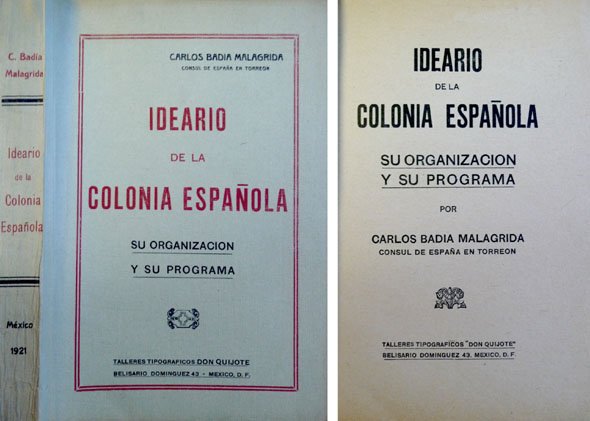 C. Badía
Malagrida
Ideario
de la
Colonia
Española
México
1921
CARLOS BADIA MALAGRIDA
CONSUL DE ESPAÑA EN TORREON
IDEARIO
DE LA
COLONIA ESPAÑOLA
SU ORGANIZACION
Y SU PROGRAMA
TALLERES TIPOGRAFICOS DON QUIJOTE
BELISARIO DOMINGUEZ 43 - MEXICO, D. F.
IDEARIO
DE LA
COLONIA ESPAÑOLA
SU ORGANIZACION
Y SU PROGRAMA
POR
CARLOS BADIA MALAGRIDA
CONSUL DE ESPAÑA EN TORREON
TALLERES TIPOGRAFICOS "DON QUIJOTE"
BELISARIO DOMINGUEZ 43. MEXICO, D. F.